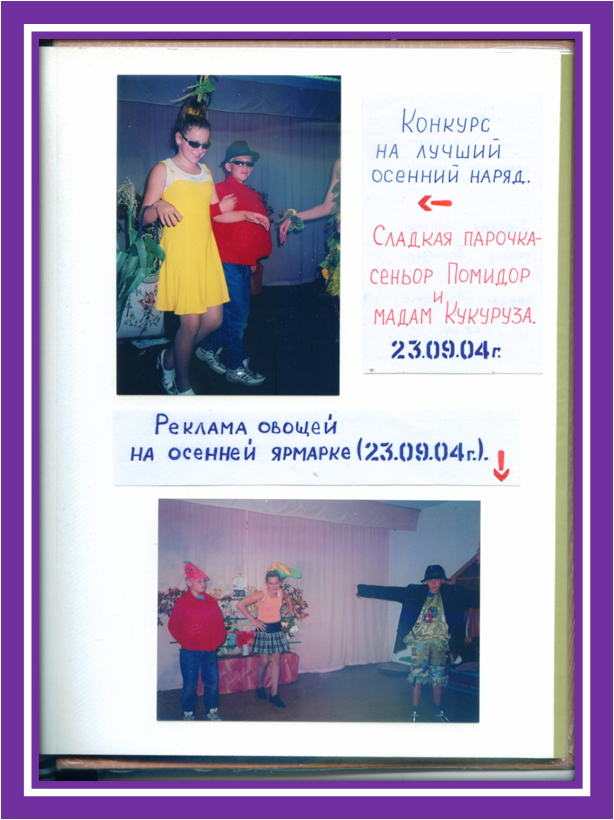 Конкурс
на лучший
осенний наряд.
Сладкая парочка-
сеньор Помидор
и
мадам Кукуруза.
23.09.04г.
Реклама овощей
на осенней ярмарке (23.09.04г.).